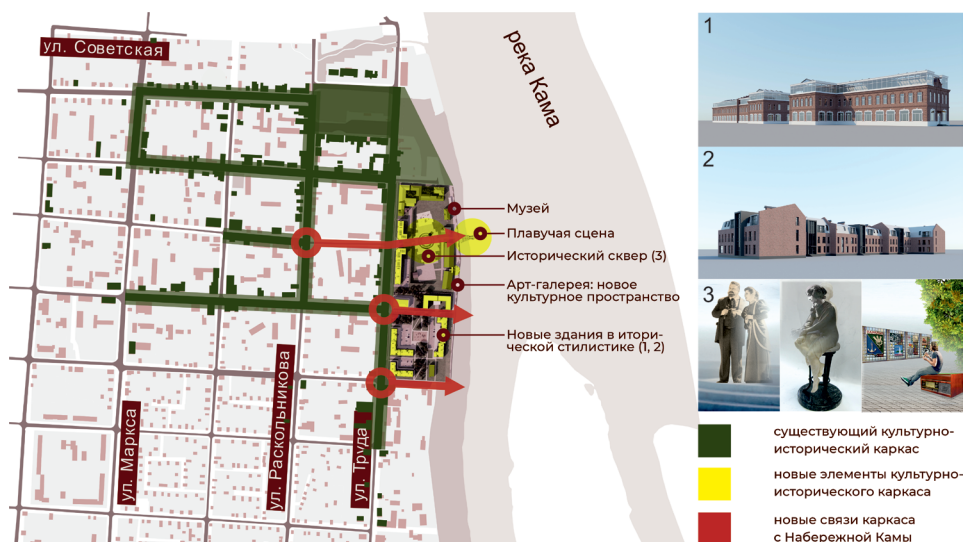 ул. Советская
река Кама
Музей
Плавучая сцена
Исторический сквер (3)
Арт-галерея: новое
культурное пространство
Новые здания в итори-
ческой стилистике (1, 2)
ул. Маркса
ул. Раскольникова
ул. Труда
1
2
3
существующий культурно-
исторический каркас
новые элементы культурно-
исторического каркаса
новые связи каркаса
с Набережной Камы